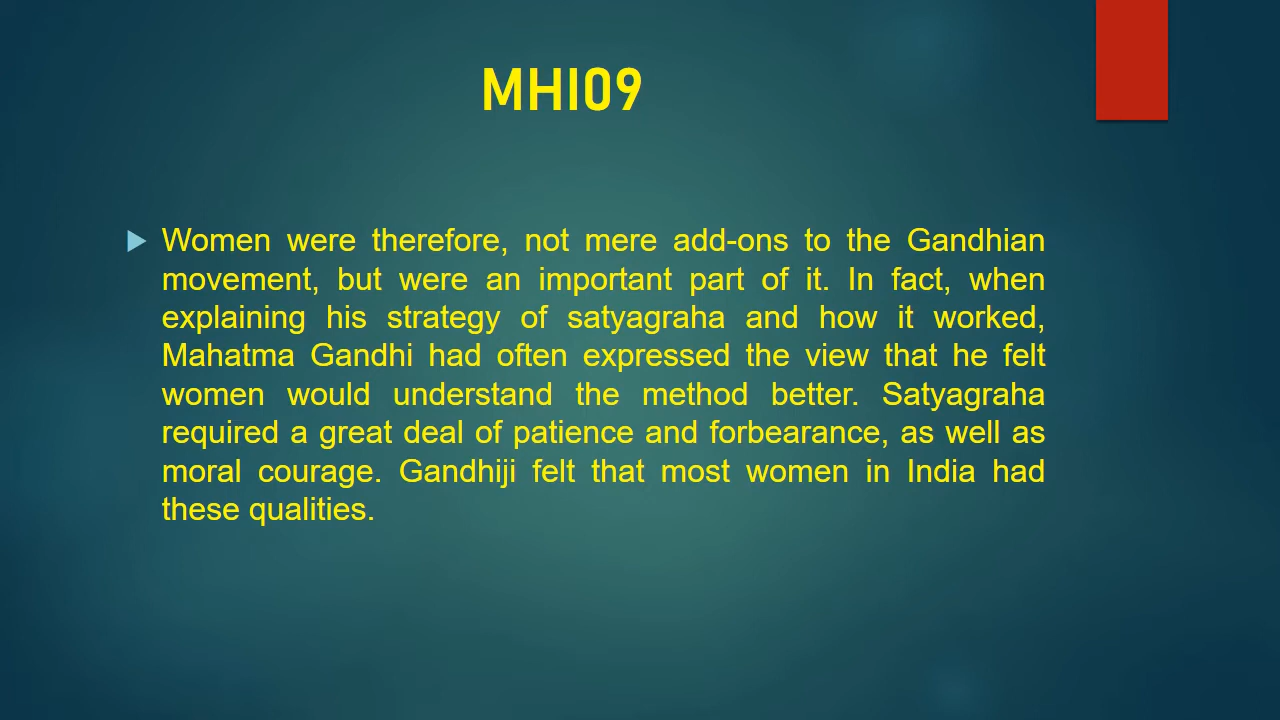 MHI09
Women were therefore, not mere add-ons to the Gandhian
movement, but were an important part of it. In fact, when
explaining his strategy of satyagraha and how it worked,
Mahatma Gandhi had often expressed the view that he felt
women would understand the method better. Satyagraha
required a great deal of patience and forbearance, as well as
moral courage. Gandhiji felt that most women in India had
these qualities.